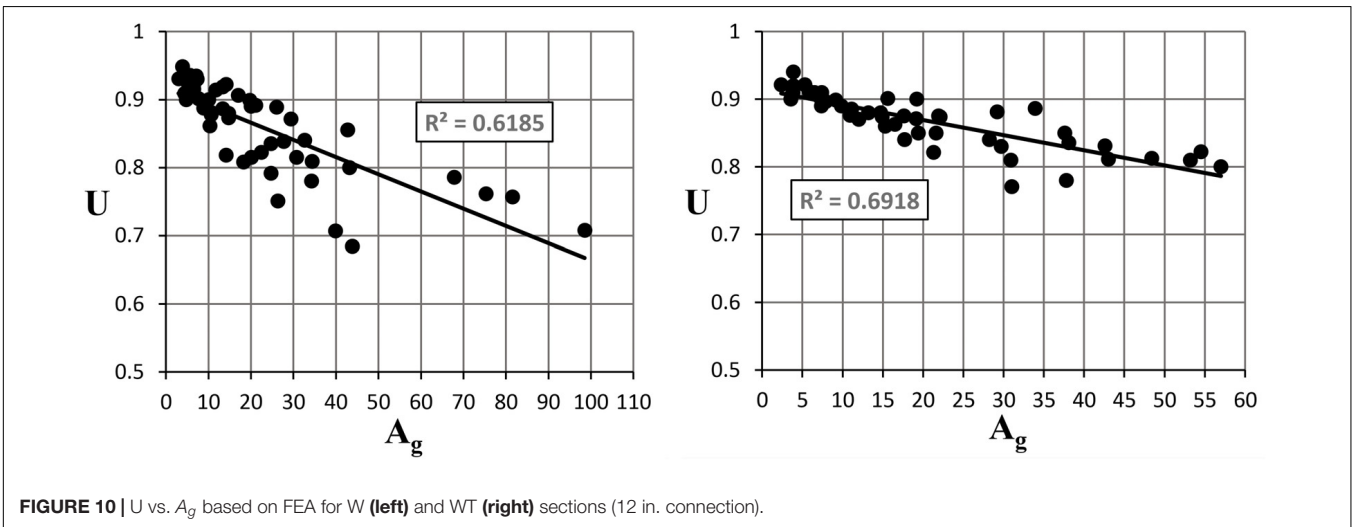 1
0.9
0.8
0.7
0.6
0.5
U
R² = 0.6185
0 10 20 30 40 50 60 70 80 90 100 110
A_g
1
0.9
0.8
0.7
0.6
0.5
U
R² = 0.6918
0 5 10 15 20 25 30 35 40 45 50 55 60
A_g
FIGURE 10 | U vs. A_g based on FEA for W (left) and WT (right) sections (12 in. connection).